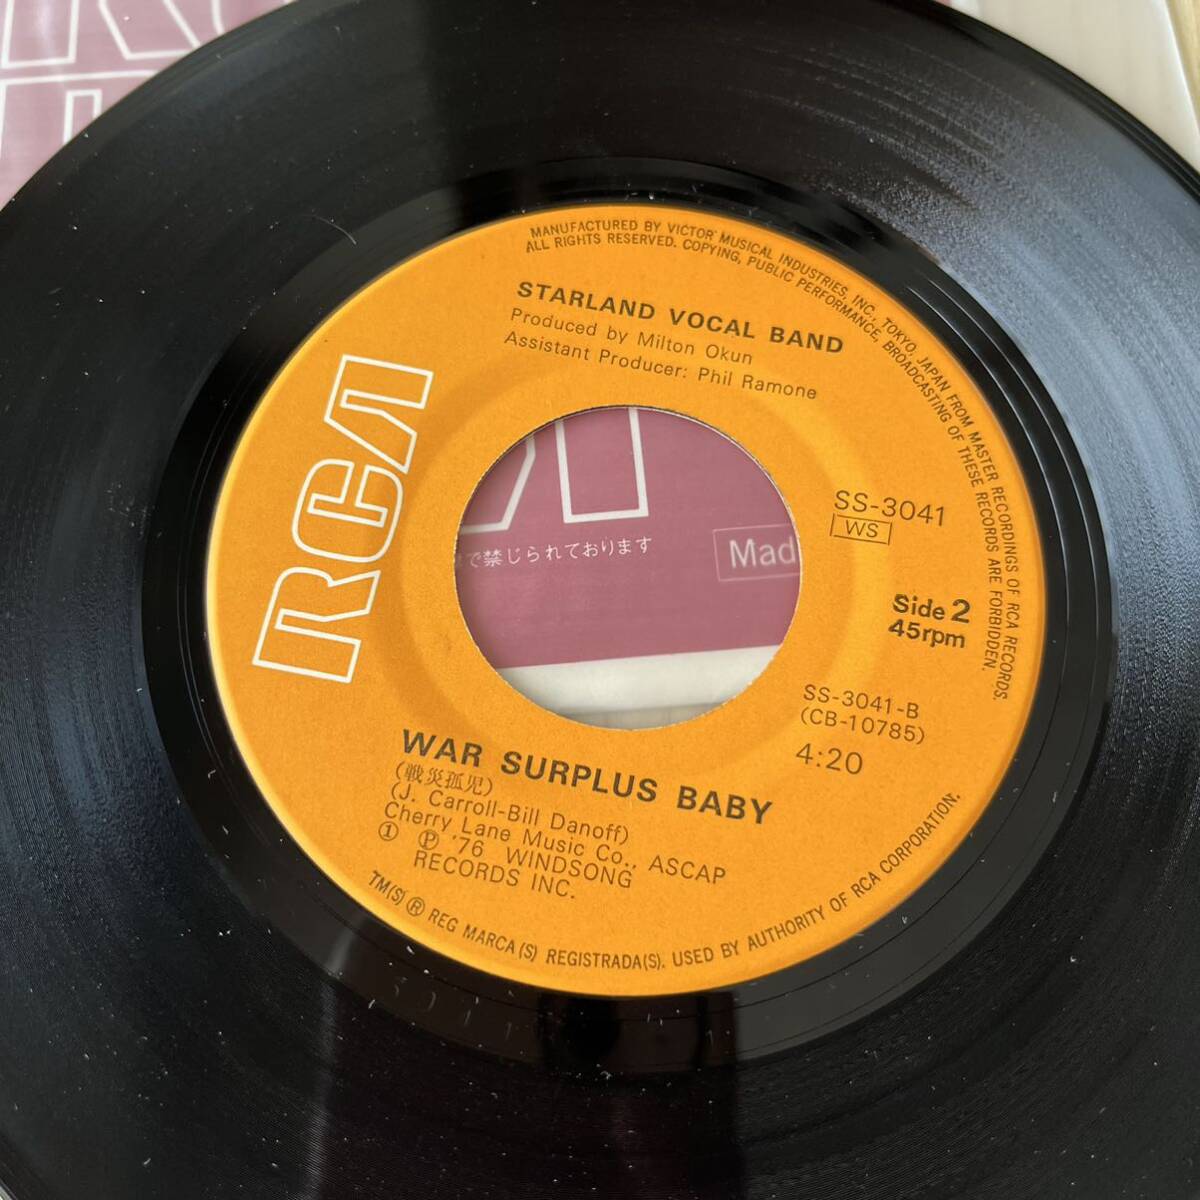 MANUFACTURED BY VICTOR MUSICAL INDUSTRIES, INC., TOKYO, JAPAN FROM MASTER RECORDINGS OF RCA RECORDS.
ALL RIGHTS RESERVED. COPYING, PUBLIC PERFORMANCE, BROADCASTING OF THESE RECORDS ARE FORBIDDEN.
STARLAND VOCAL BAND
Produced by Milton Okun
Assistant Producer: Phil Ramone
RCA
SS-3041
WS
で禁じられております
Mad
Side 2
45rpm
SS-3041-B
(CB-10785)
4:20
WAR SURPLUS BABY
(戦災孤児)
(J. Carroll-Bill Danoff)
Cherry Lane Music Co., ASCAP
① Ⓟ '76 WINDSONG
RECORDS INC.
TM(S) ® REG MARCA(S) REGISTRADA(S). USED BY AUTHORITY OF RCA CORPORATION.